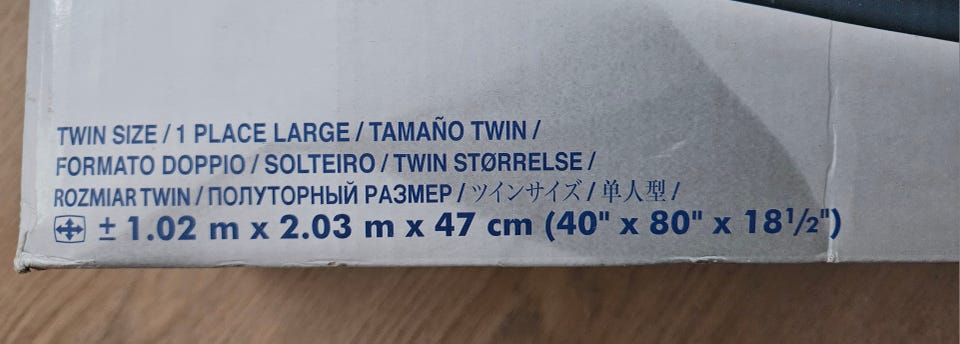 TWIN SIZE / 1 PLACE LARGE / TAMAÑO TWIN /
FORMATO DOPPIO / SOLTEIRO / TWIN STØRRELSE /
ROZMIAR TWIN / ПОЛУТОРНЫЙ РАЗМЕР / ツインサイズ / 单人型 /
± 1.02 m x 2.03 m x 47 cm (40" x 80" x 18½")